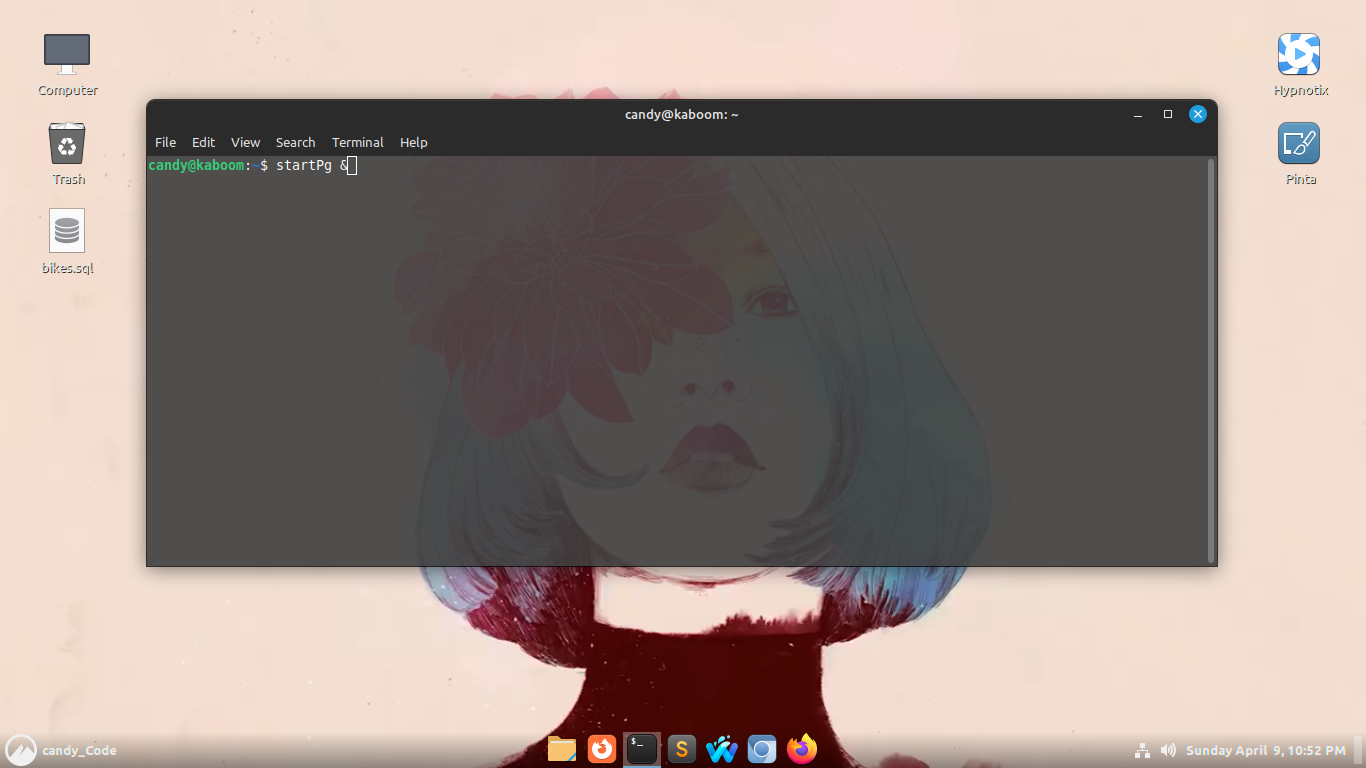 Computer
Trash
bikes.sql
Hypnotix
Pinta
candy@kaboom: ~
File Edit View Search Terminal Help
candy@kaboom:~$ startPg &
$_
S
candy_Code
Sunday April 9, 10:52 PM